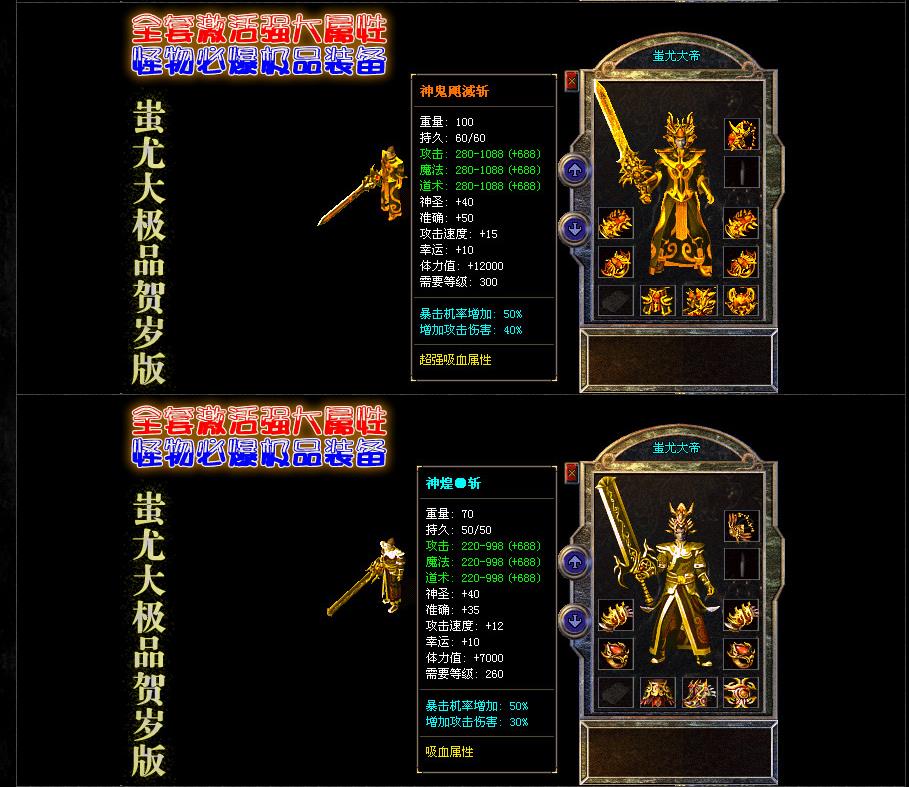 全套激活强大属性
怪物必爆极品装备
蚩尤大极品贺岁版
神鬼飓滅斩
重量: 100
持久: 60/60
攻击: 280-1088 (+688)
魔法: 280-1088 (+688)
道术: 280-1088 (+688)
神圣: +40
准确: +50
攻击速度: +15
幸运: +10
体力值: +12000
需要等级: 300
暴击机率增加: 50%
增加攻击伤害: 40%
超强吸血属性
蚩尤大帝
全套激活强大属性
怪物必爆极品装备
蚩尤大极品贺岁版
神煌●斩
重量: 70
持久: 50/50
攻击: 220-998 (+688)
魔法: 220-998 (+688)
道术: 220-998 (+688)
神圣: +40
准确: +35
攻击速度: +12
幸运: +10
体力值: +7000
需要等级: 260
暴击机率增加: 50%
增加攻击伤害: 30%
吸血属性
蚩尤大帝